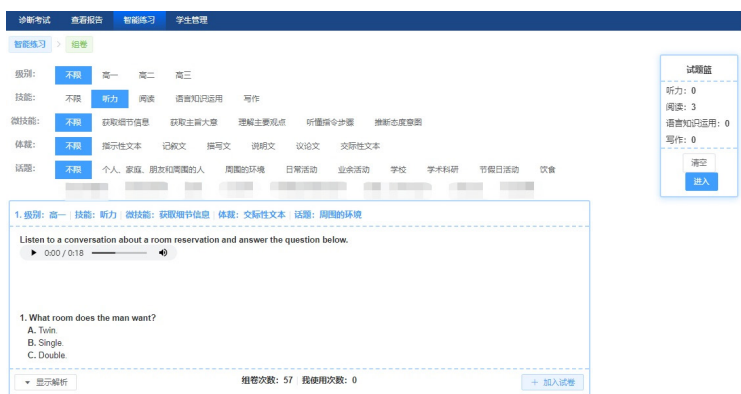 诊断考试 查看报告 智能练习 学生管理
智能练习 > 组卷
级别: 不限 高一 高二 高三
技能: 不限 听力 阅读 语言知识运用 写作
微技能: 不限 获取细节信息 获取主旨大意 理解主要观点 听懂指令步骤 推断态度意图
体裁: 不限 指示性文本 记叙文 描写文 说明文 议论文 交际性文本
话题: 不限 个人、家庭、朋友和周围的人 周围的环境 日常活动 业余活动 学校 学术科研 节假日活动 饮食
1. 级别: 高一 | 技能: 听力 | 微技能: 获取细节信息 | 体裁: 交际性文本 | 话题: 周围的环境
Listen to a conversation about a room reservation and answer the question below.
0:00 / 0:18
1. What room does the man want?
A. Twin.
B. Single.
C. Double.
显示解析 组卷次数: 57 | 我使用次数: 0 + 加入试卷
试题篮
听力: 0
阅读: 3
语言知识运用: 0
写作: 0
清空
进入